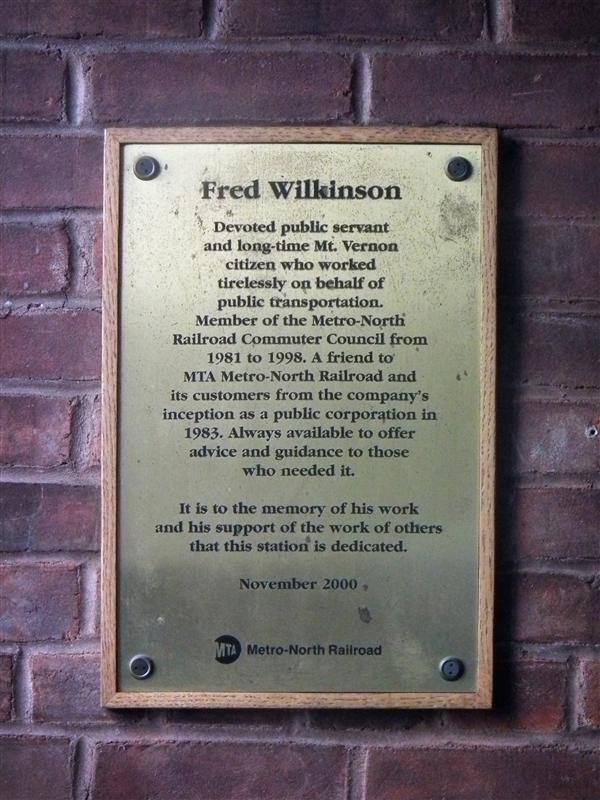 Fred Wilkinson
Devoted public servant
and long-time Mt. Vernon
citizen who worked
tirelessly on behalf of
public transportation.
Member of the Metro-North
Railroad Commuter Council from
1981 to 1998. A friend to
MTA Metro-North Railroad and
its customers from the company's
inception as a public corporation in
1983. Always available to offer
advice and guidance to those
who needed it.
It is to the memory of his work
and his support of the work of others
that this station is dedicated.
November 2000
MTA Metro-North Railroad